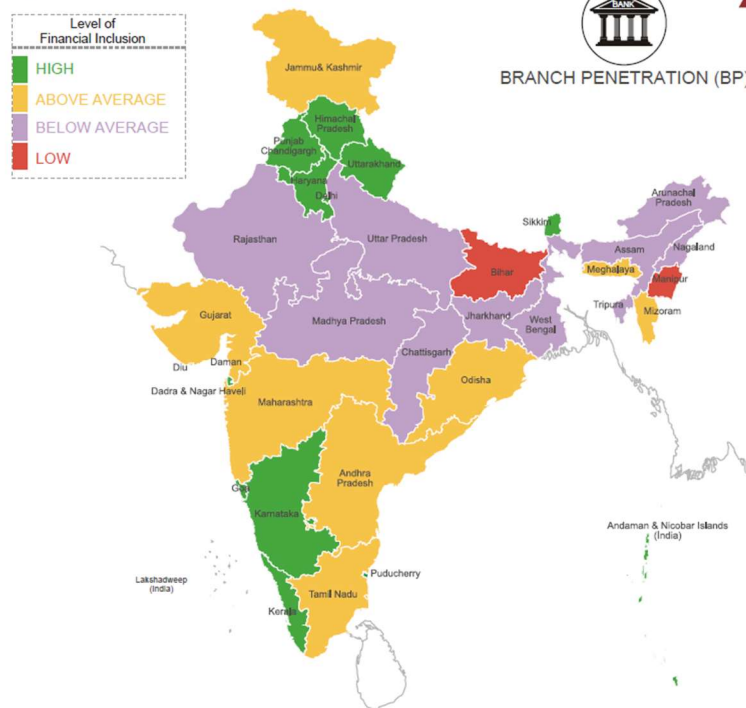 Level of
Financial Inclusion
HIGH
ABOVE AVERAGE
BELOW AVERAGE
LOW
BANK
BRANCH PENETRATION (BP)
Jammu& Kashmir
Himachal
Pradesh
Punjab
Chandigargh
Uttarakhand
Haryana
Delhi
Rajasthan
Uttar Pradesh
Bihar
Sikkim
Arunachal
Pradesh
Assam
Nagaland
Meghalaya
Manipur
Tripura
Mizoram
Gujarat
Madhya Pradesh
Jharkhand
West
Bengal
Chattisgarh
Diu
Daman
Dadra & Nagar Haveli
Odisha
Maharashtra
Andhra
Pradesh
Goa
Karnataka
Andaman & Nicobar Islands
(India)
Lakshadweep
(India)
Puducherry
Tamil Nadu
Kerala